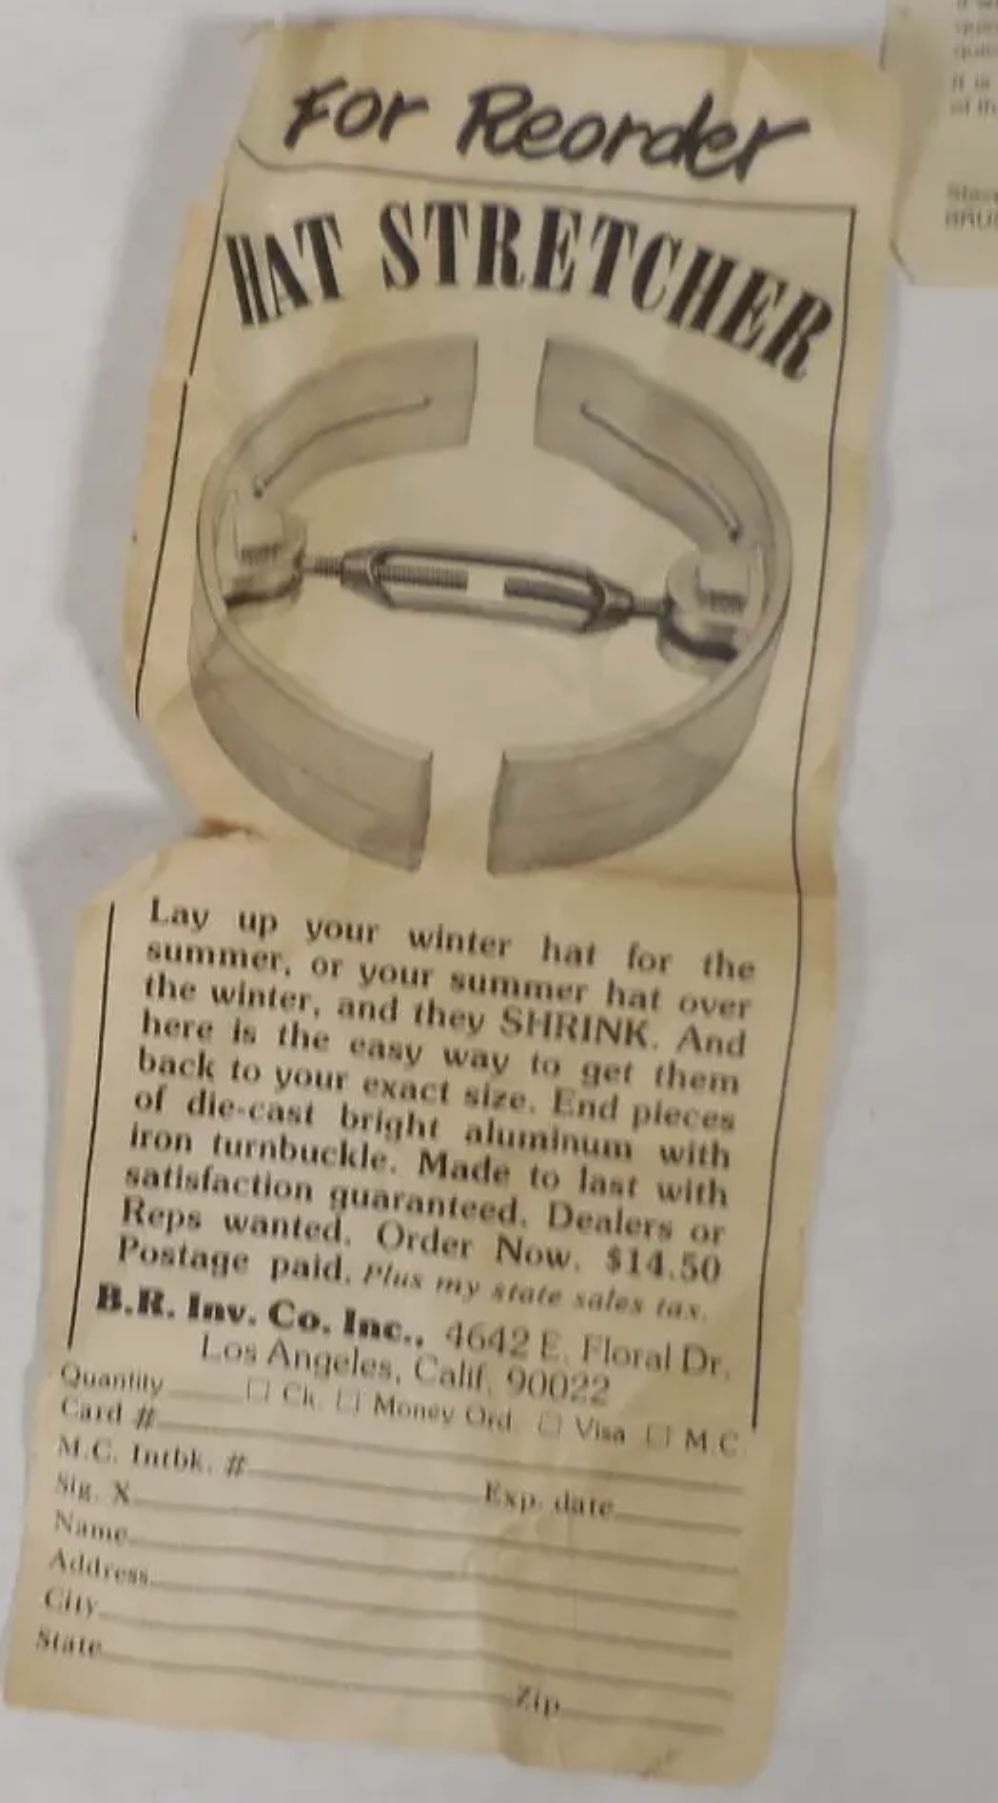 For Reorder
HAT STRETCHER
Lay up your winter hat for the
summer, or your summer hat over
the winter, and they SHRINK. And
here is the easy way to get them
back to your exact size. End pieces
of die-cast bright aluminum with
iron turnbuckle. Made to last with
satisfaction guaranteed. Dealers or
Reps wanted. Order Now. $14.50
Postage paid. Plus my state sales tax.
B.R. Inv. Co. Inc., 4642 E. Floral Dr.
Los Angeles, Calif. 90022
Quantity ☐ Ck. ☐ Money Ord. ☐ Visa ☐ M.C.
Card #
M.C. Intbk. # Exp. date
Sig. X
Name
Address
City
State Zip